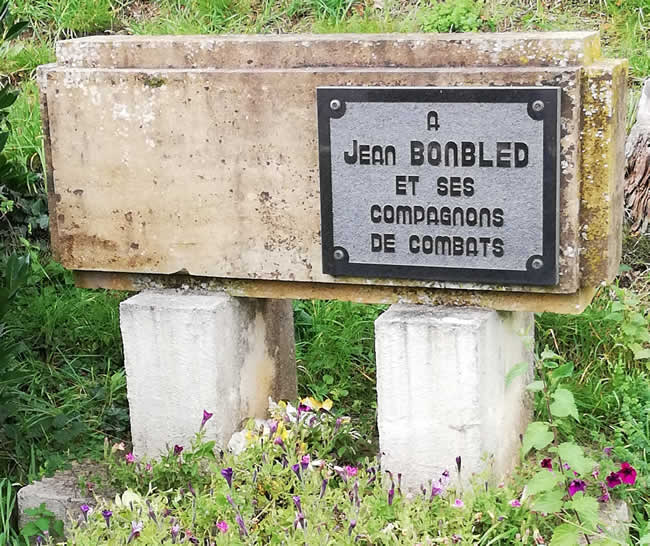 A
Jean BONBLED
ET SES
COMPAGNONS
DE COMBATS